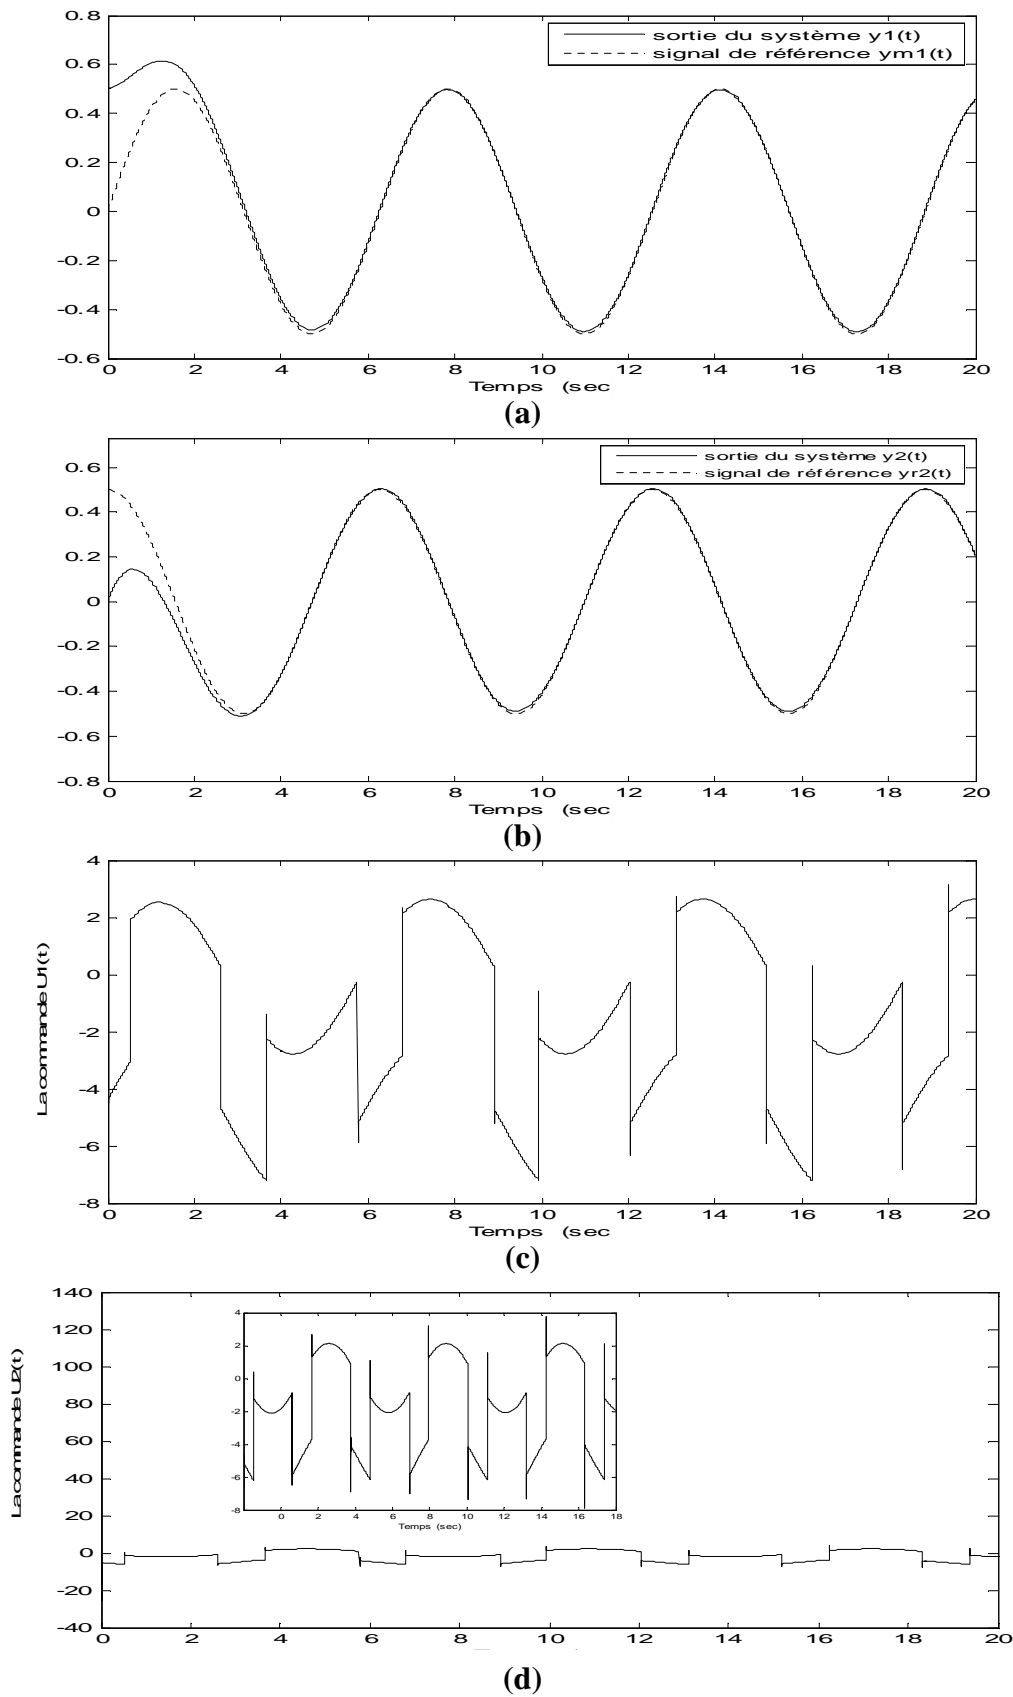 0.8
0.6
0.4
0.2
0
-0.2
-0.4
-0.6
sortie du système y1(t)
signal de référence ym1(t)
0 2 4 6 8 10 12 14 16 18 20
Temps (sec
(a)
0.6
0.4
0.2
0
-0.2
-0.4
-0.6
-0.8
sortie du système y2(t)
signal de référence yr2(t)
0 2 4 6 8 10 12 14 16 18 20
Temps (sec
(b)
La commande U1(t)
4
2
0
-2
-4
-6
-8
0 2 4 6 8 10 12 14 16 18 20
Temps (sec
(c)
La commande U2(t)
140
120
100
80
60
40
20
0
-20
-40
4
2
0
-2
-4
-6
-8
0 2 4 6 8 10 12 14 16 18
Temps (sec)
0 2 4 6 8 10 12 14 16 18 20
(d)